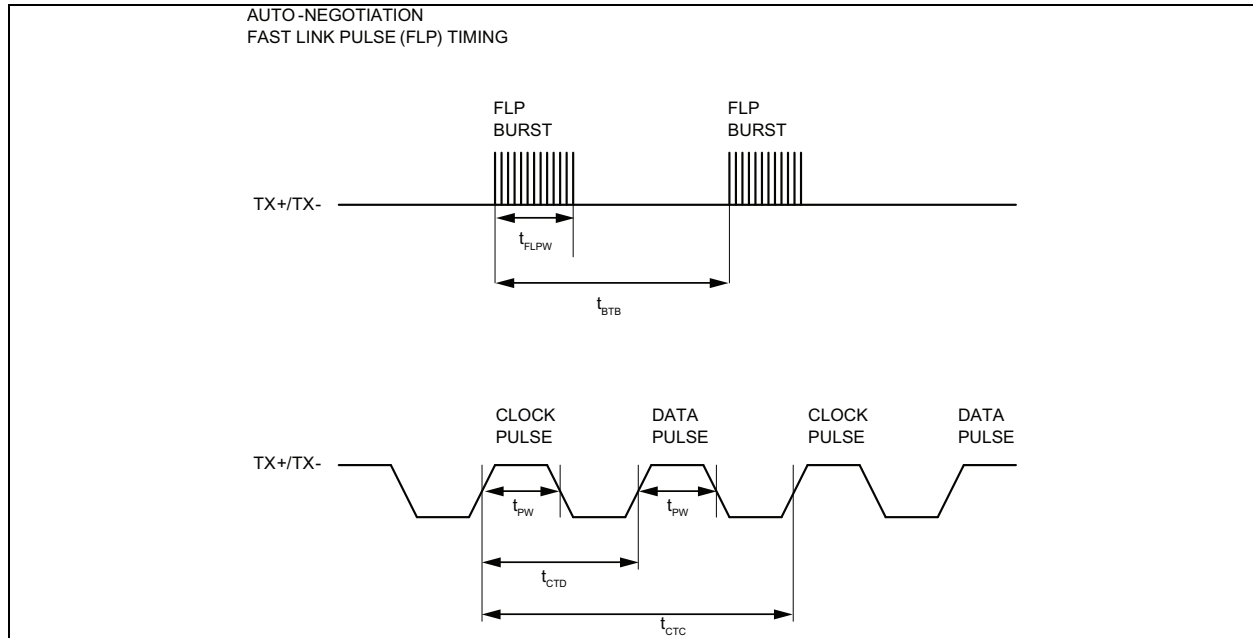 AUTO-NEGOTIATION
FAST LINK PULSE (FLP) TIMING
FLP
BURST
FLP
BURST
TX+/TX-
tFLPW
tBTB
CLOCK
PULSE
DATA
PULSE
CLOCK
PULSE
DATA
PULSE
TX+/TX-
tPW
tPW
tCTD
tCTC